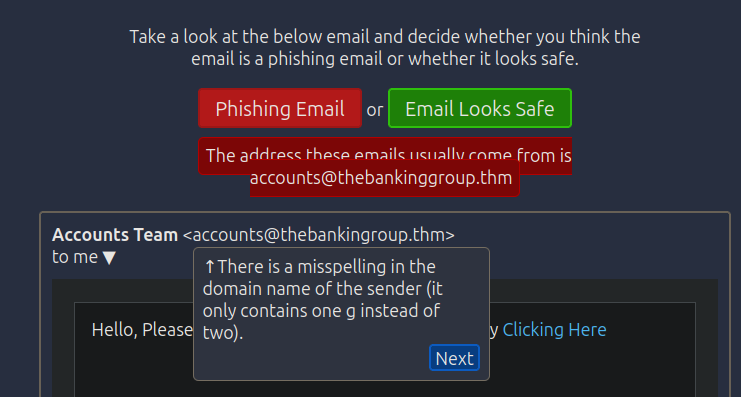 Take a look at the below email and decide whether you think the
email is a phishing email or whether it looks safe.
Phishing Email or Email Looks Safe
The address these emails usually come from is
accounts@thebankinggroup.thm
Accounts Team <accounts@thebankingroup.thm>
to me ▼
↑There is a misspelling in the
domain name of the sender (it
only contains one g instead of
two).
Next
Hello, Please y Clicking Here